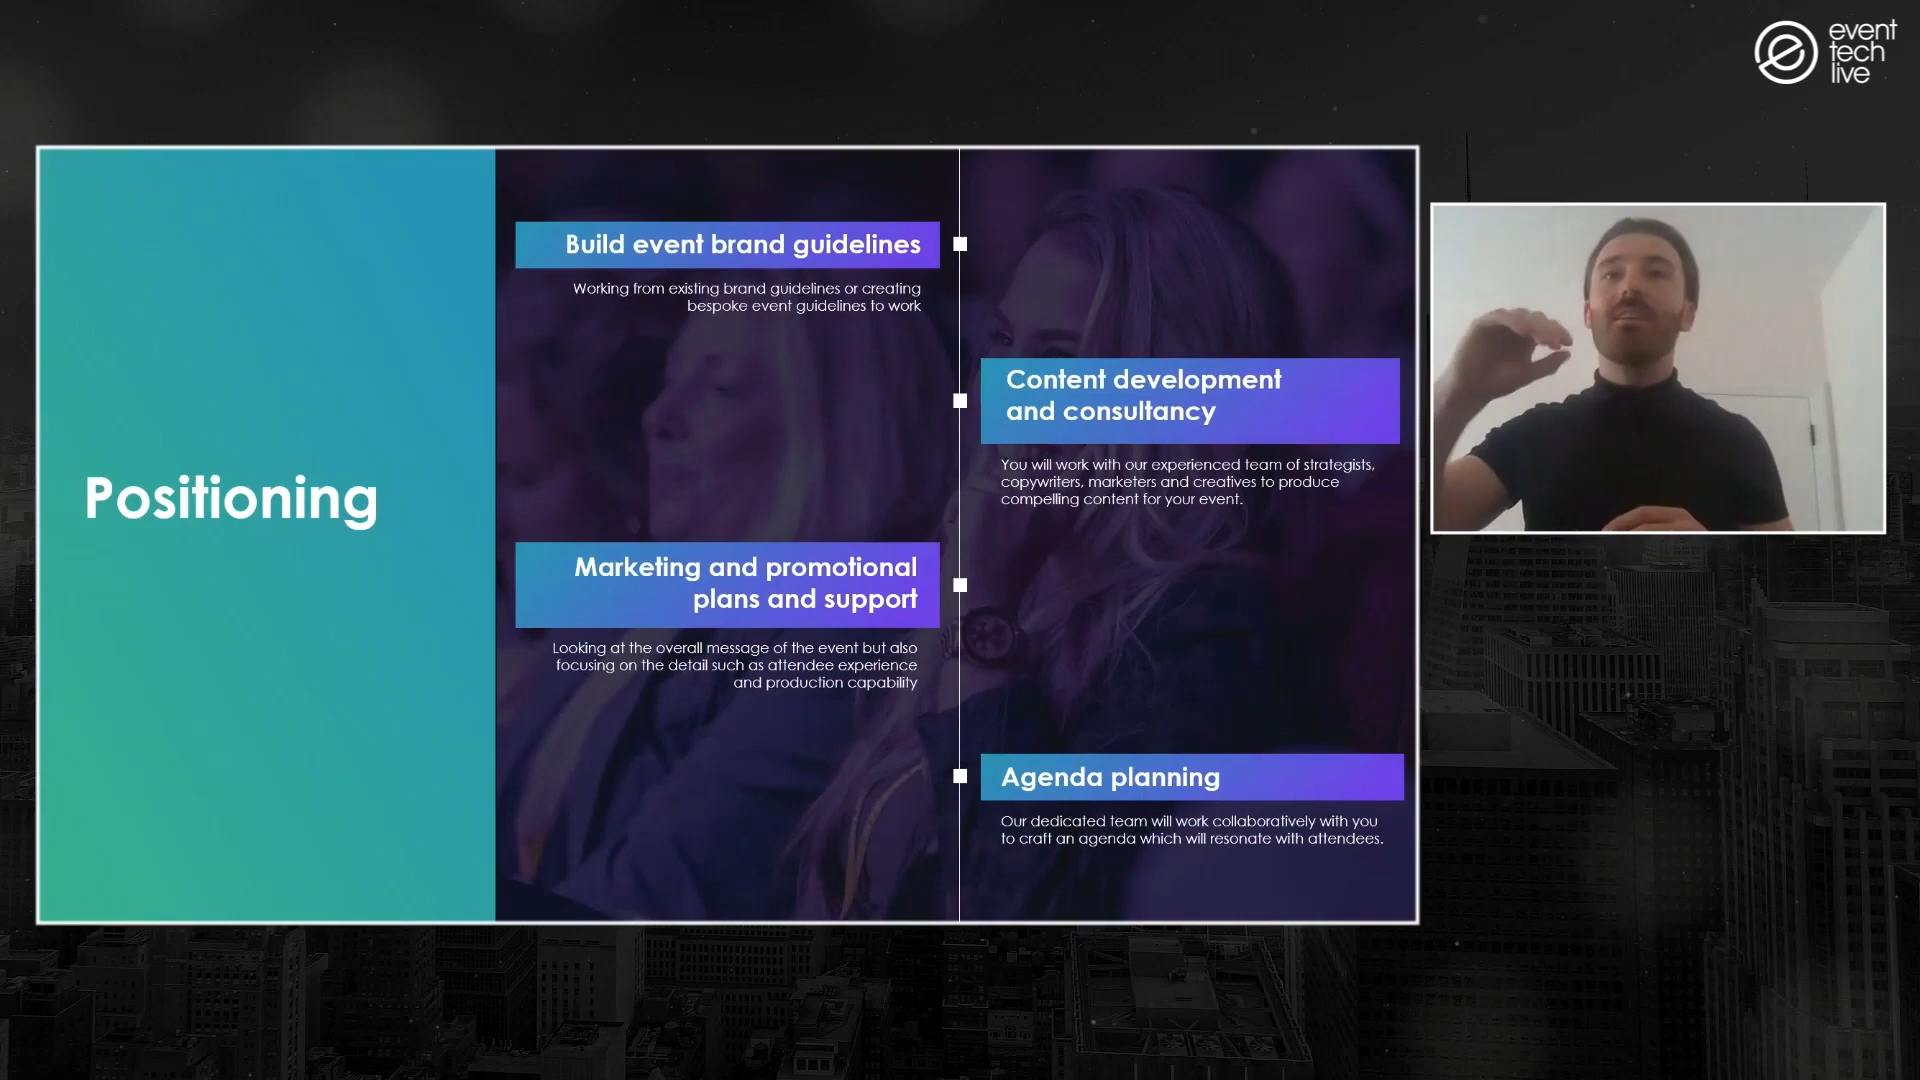 event
tech
live
Positioning
Build event brand guidelines
Working from existing brand guidelines or creating
bespoke event guidelines to work
Content development
and consultancy
You will work with our experienced team of strategists,
copywriters, marketers and creatives to produce
compelling content for your event.
Marketing and promotional
plans and support
Looking at the overall message of the event but also
focusing on the detail such as attendee experience
and production capability
Agenda planning
Our dedicated team will work collaboratively with you
to craft an agenda which will resonate with attendees.